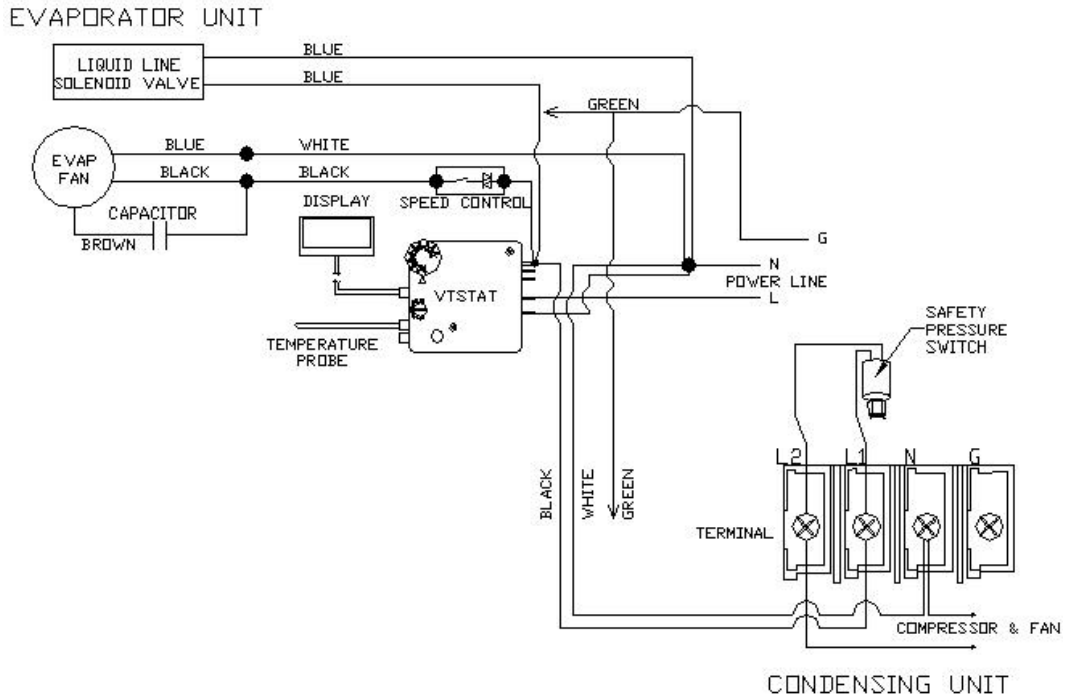 EVAPORATOR UNIT
BLUE
LIQUID LINE
SOLENOID VALVE
BLUE
GREEN
EVAP
FAN
BLUE
WHITE
BLACK
BLACK
CAPACITOR
DISPLAY
SPEED CONTROL
BROWN
G
N
POWER LINE
L
VTSTAT
TEMPERATURE
PROBE
SAFETY
PRESSURE
SWITCH
BLACK
WHITE
GREEN
L2
L1
N
G
TERMINAL
COMPRESSOR & FAN
CONDENSING UNIT